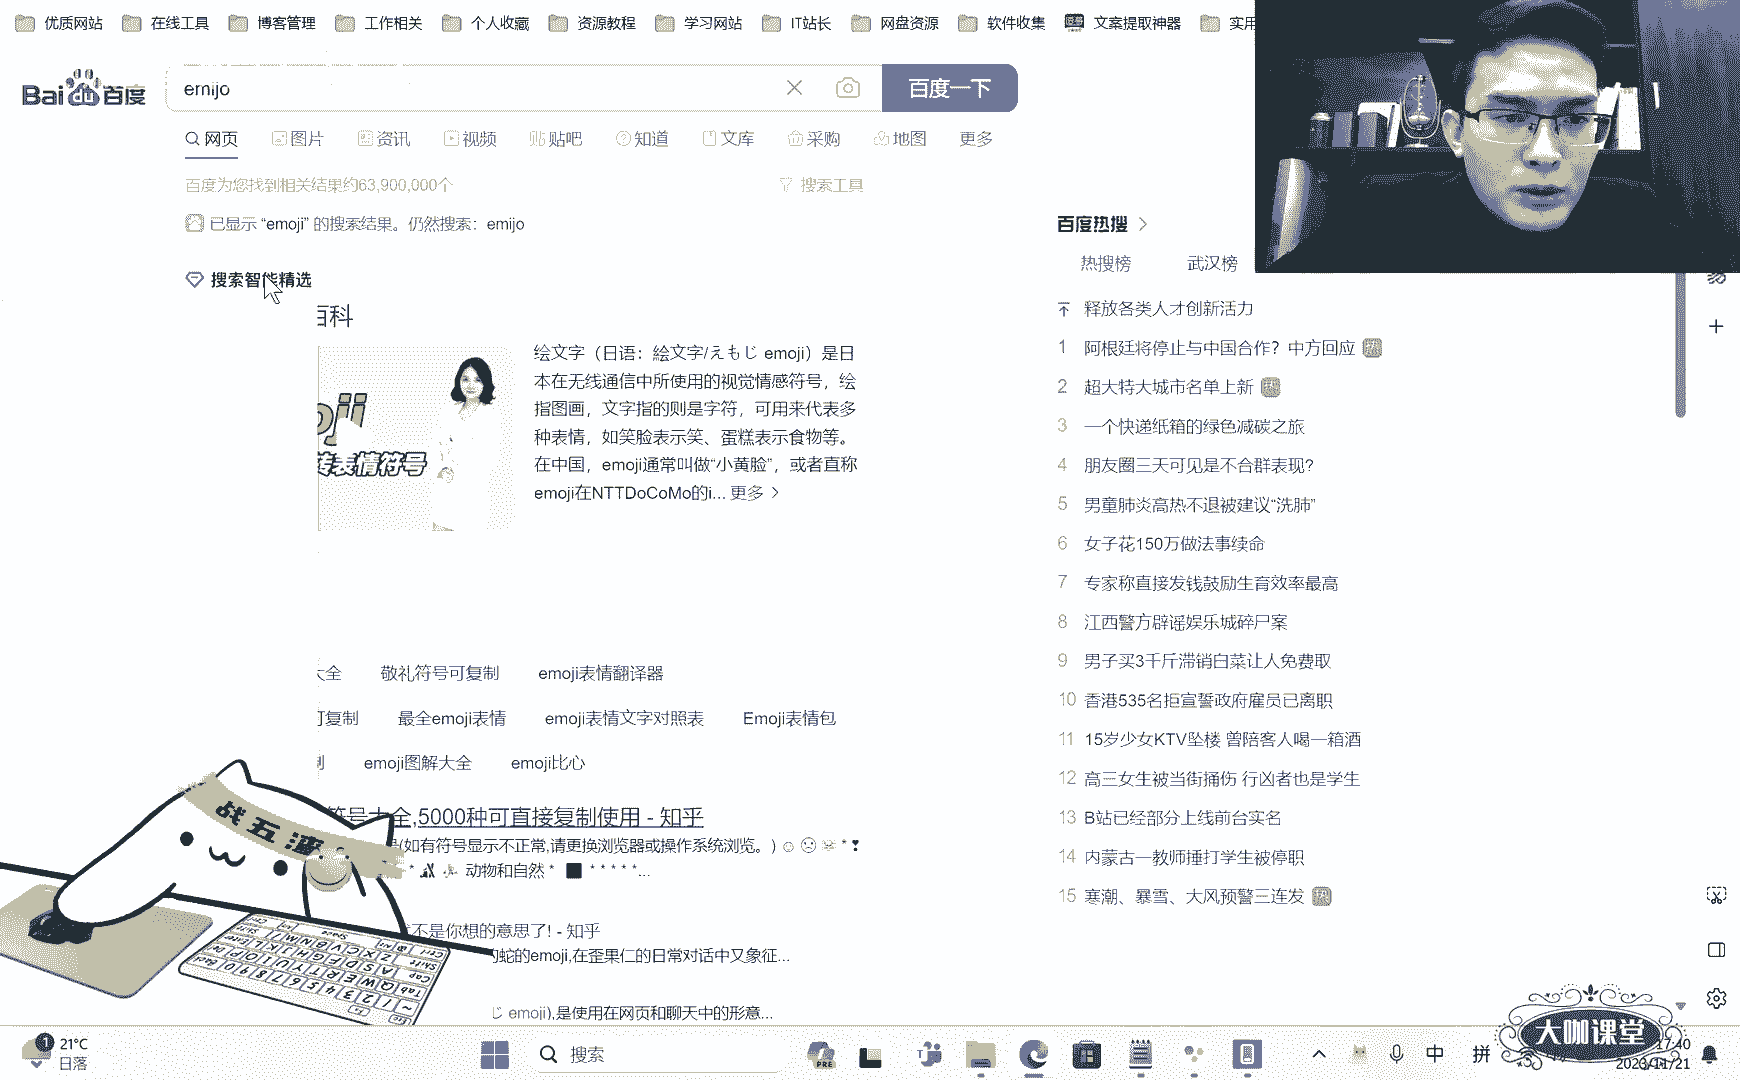 优质网站 在线工具 博客管理 工作相关 个人收藏 资源教程 学习网站 IT站长 网盘资源 软件收集 文案提取神器 实用
Bai du 百度 emijo 百度一下
网页 图片 资讯 视频 贴吧 知道 文库 采购 地图 更多
百度为您找到相关结果约63,900,000个 搜索工具
已显示 “emoji” 的搜索结果。仍然搜索：emijo
搜索智能精选
百科
绘文字（日语：绘文字/えもじ emoji）是日
本在无线通信中所使用的视觉情感符号，绘
指图画，文字指的则是字符，可用来代表多
种表情，如笑脸表示笑、蛋糕表示食物等。
在中国，emoji通常叫做“小黄脸”，或者直称
emoji在NTTDoCoMo的i... 更多
表情符号
大全 敬礼符号可复制 emoji表情翻译器
可复制 最全emoji表情 emoji表情文字对照表 Emoji表情包
emoji图解大全 emoji比心
符号大全,5000种可直接复制使用 - 知乎
(如有符号显示不正常,请更换浏览器或操作系统浏览。)
动物和自然 * ■ * * * * *...
不是你想的意思了! - 知乎
的蛇的emoji,在歪果仁的日常对话中又象征...
じ emoji),是使用在网页和聊天中的形意...
百度热搜
热搜榜 武汉榜
释放各类人才创新活力
1 阿根廷将停止与中国合作？中方回应 热
2 超大特大城市名单上新 热
3 一个快递纸箱的绿色减碳之旅
4 朋友圈三天可见是不合群表现?
5 男童肺炎高热不退被建议“洗肺”
6 女子花150万做法事续命
7 专家称直接发钱鼓励生育效率最高
8 江西警方辟谣娱乐城碎尸案
9 男子买3千斤滞销白菜让人免费取
10 香港535名拒宣誓政府雇员已离职
11 15岁少女KTV坠楼 曾陪客人喝一箱酒
12 高三女生被当街捅伤 行凶者也是学生
13 B站已经部分上线前台实名
14 内蒙古一教师捶打学生被停职
15 寒潮、暴雪、大风预警三连发 热
战五渣
大咖课堂
1 21°C
日落
搜索
PRE
中 拼
17:40
2023/11/21